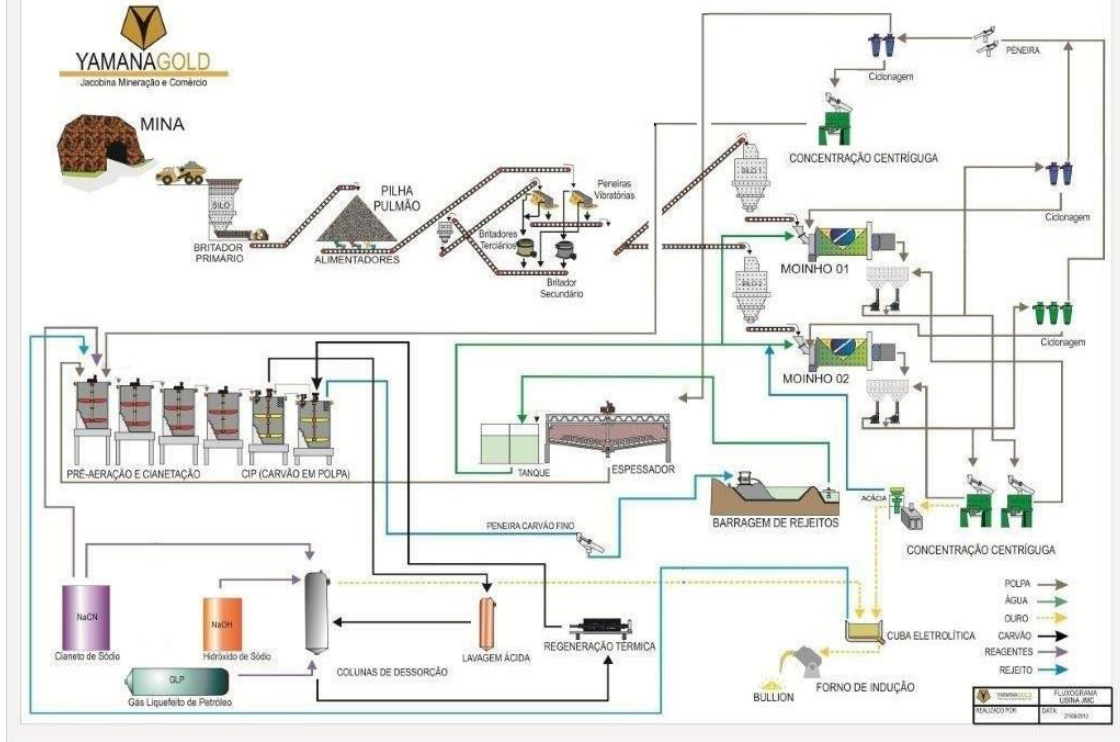 YAMANAGOLD
Jacobina Mineração e Comércio
MINA
SILO
BRITADOR
PRIMÁRIO
PILHA
PULMÃO
ALIMENTADORES
Britadores
Terciários
Peneiras
Vibratórias
Britador
Secundário
Ciclonagem
PENEIRA
CONCENTRAÇÃO CENTRÍGUGA
SILO 1
Ciclonagem
MOINHO 01
SILO 2
Ciclonagem
MOINHO 02
PRÉ-AERAÇÃO E CIANETAÇÃO
CIP (CARVÃO EM POLPA)
TANQUE
ESPESSADOR
BARRAGEM DE REJEITOS
ACÁCIA
CONCENTRAÇÃO CENTRÍGUGA
PENEIRA CARVÃO FINO
NaCN
Cianeto de Sódio
NaOH
Hidróxido de Sódio
GLP
Gás Liquefeito de Petróleo
COLUNAS DE DESSORÇÃO
LAVAGEM ÁCIDA
REGENERAÇÃO TÉRMICA
CUBA ELETROLÍTICA
FORNO DE INDUÇÃO
BULLION
POLPA
ÁGUA
OURO
CARVÃO
REAGENTES
REJEITO
YAMANAGOLD
FLUXOGRAMA
USINA JMC
REALIZADO POR:
DATA: